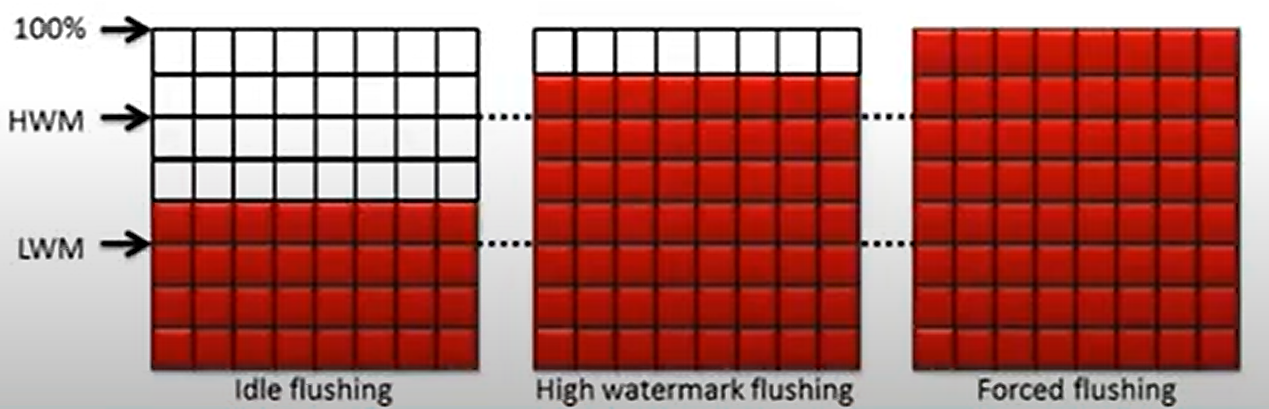 100%
HWM
LWM
Idle flushing
High watermark flushing
Forced flushing